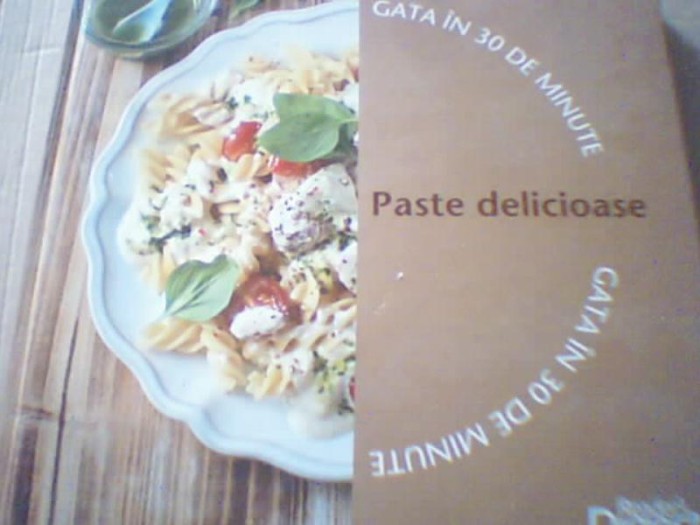 GATA ÎN 30 DE MINUTE
Paste delicioase
GATA ÎN 30 DE MINUTE